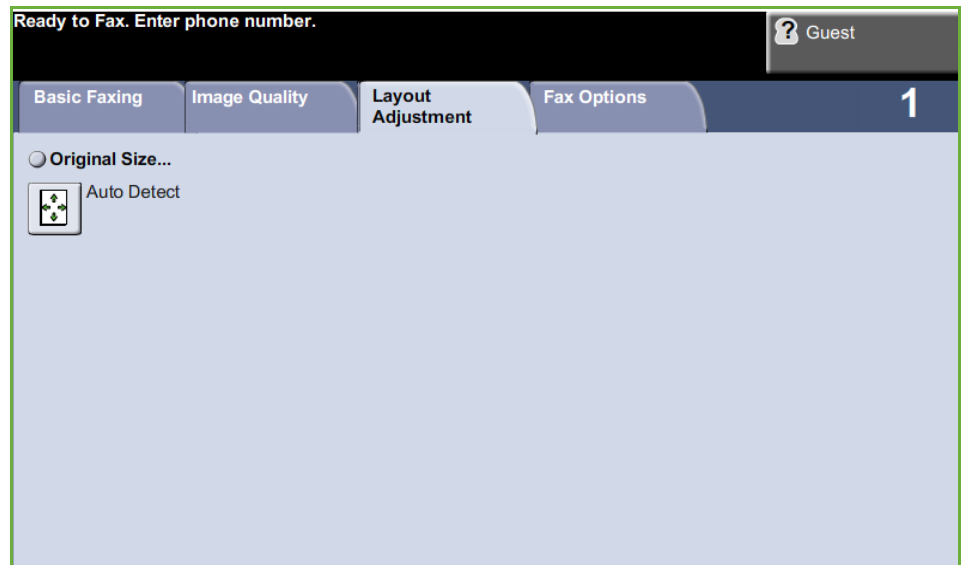 Ready to Fax. Enter phone number.
Guest
Basic Faxing
Image Quality
Layout
Adjustment
Fax Options
1
Original Size...
Auto Detect